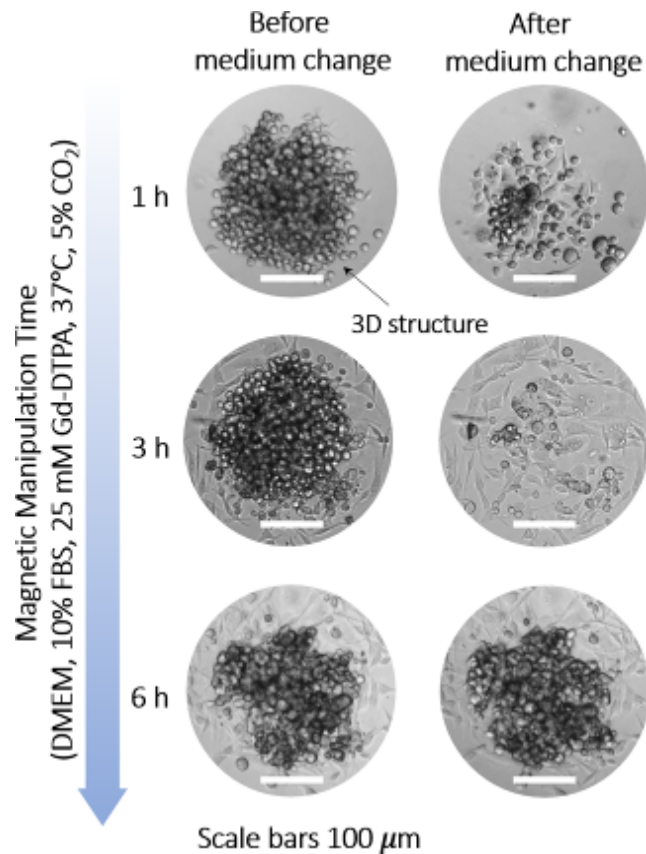 Before
medium change
After
medium change
Magnetic Manipulation Time
(DMEM, 10% FBS, 25 mM Gd-DTPA, 37°C, 5% CO₂)
1 h
3D structure
3 h
6 h
Scale bars 100 𝜇m